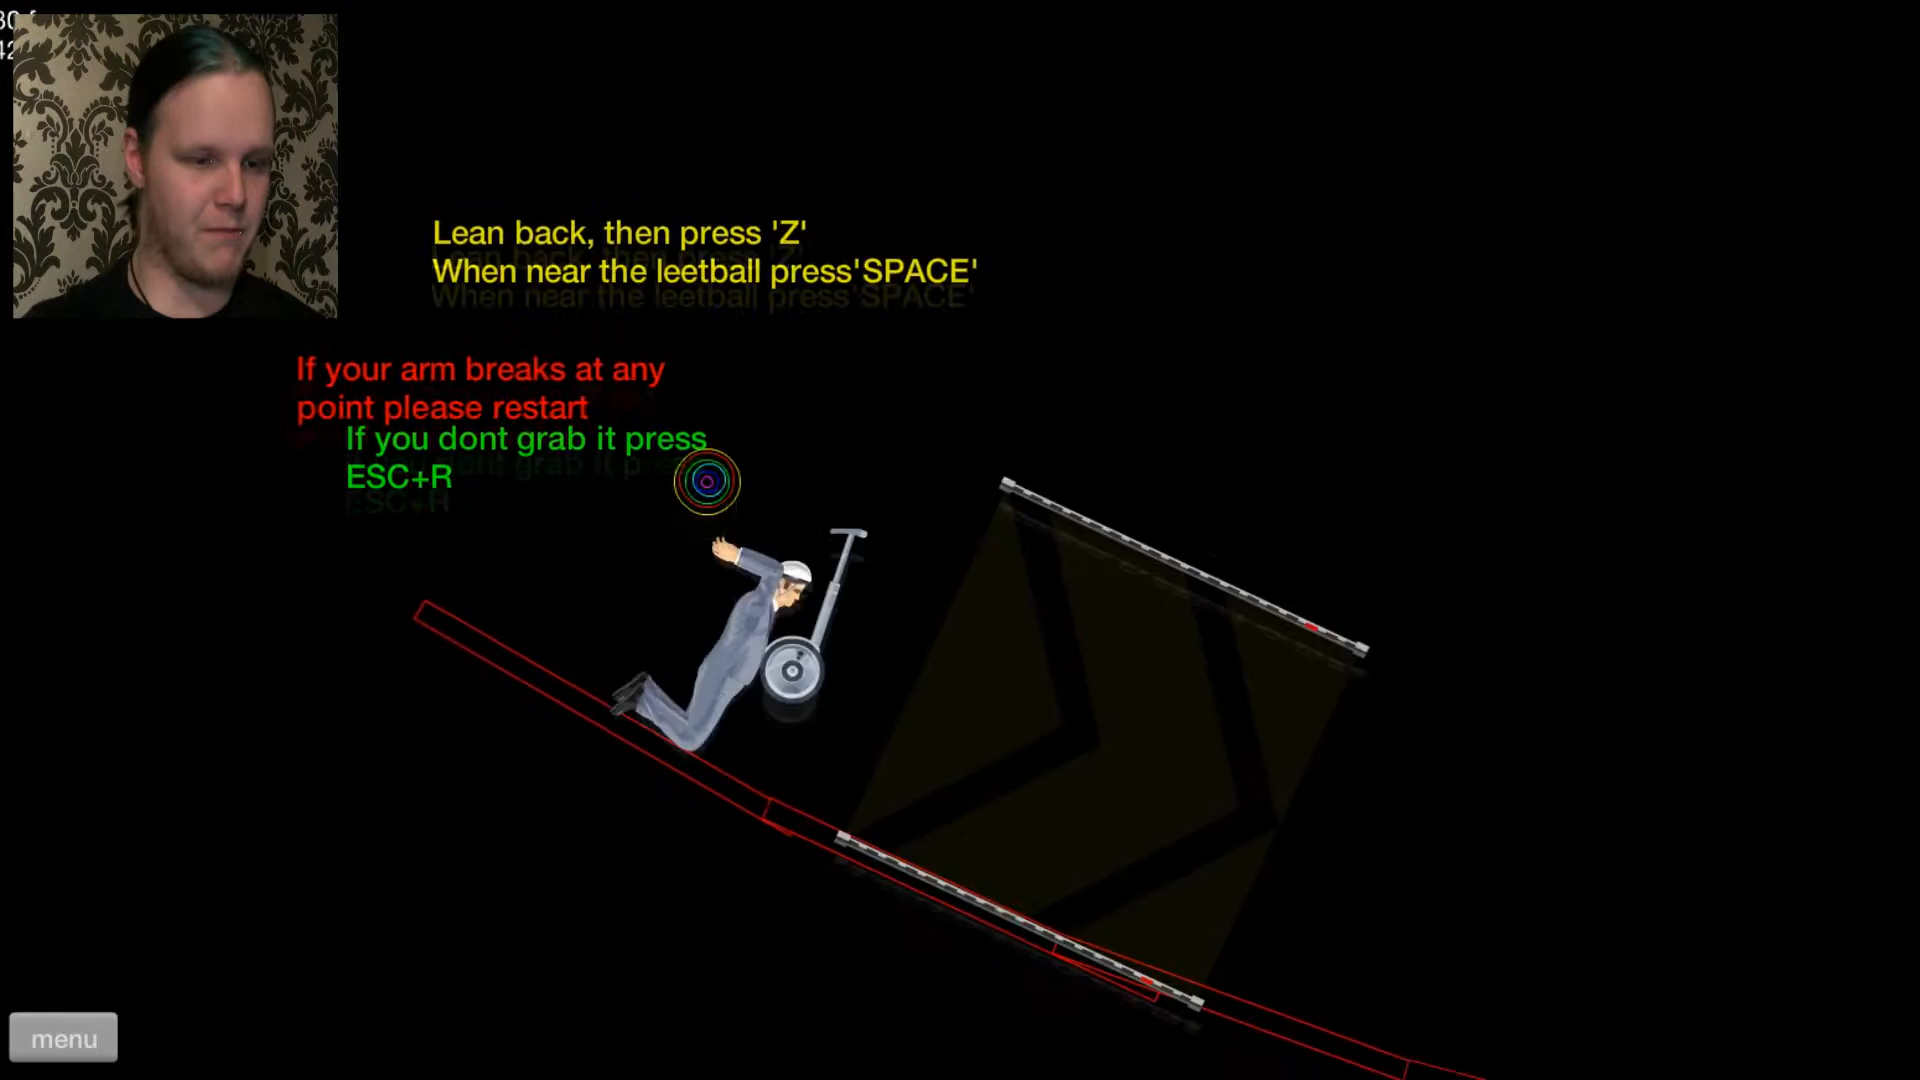 Lean back, then press 'Z'
When near the leetball press'SPACE'
If your arm breaks at any
point please restart
If you dont grab it press
ESC+R
menu